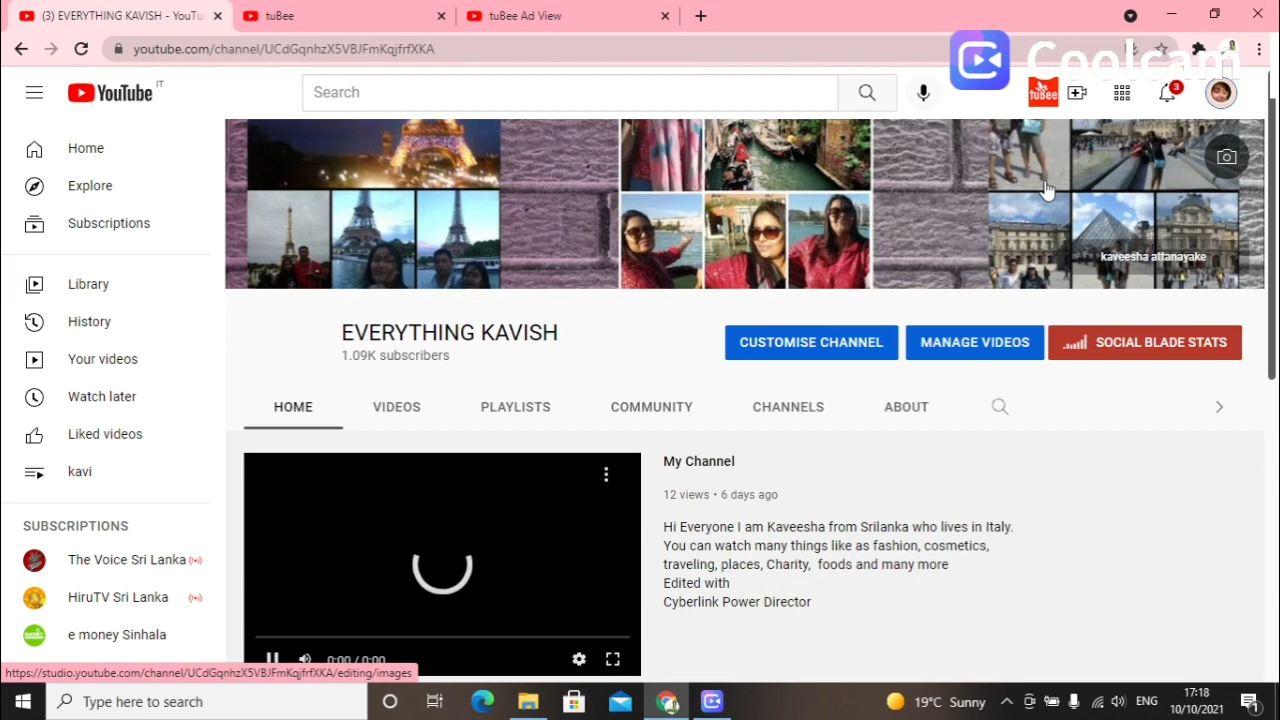 (3) EVERYTHING KAVISH - YouTu
tuBee
tuBee Ad View
youtube.com/channel/UCdGqnhzX5VBJFmKqjfrfXKA
Coolcam
YouTube IT
Search
tuBee
3
Home
Explore
Subscriptions
Library
History
Your videos
Watch later
Liked videos
kavi
SUBSCRIPTIONS
The Voice Sri Lanka
HiruTV Sri Lanka
e money Sinhala
kaveesha attanayake
EVERYTHING KAVISH
1.09K subscribers
CUSTOMISE CHANNEL
MANAGE VIDEOS
SOCIAL BLADE STATS
HOME
VIDEOS
PLAYLISTS
COMMUNITY
CHANNELS
ABOUT
My Channel
12 views • 6 days ago
Hi Everyone I am Kaveesha from Srilanka who lives in Italy.
You can watch many things like as fashion, cosmetics,
traveling, places, Charity, foods and many more
Edited with
Cyberlink Power Director
0:00 / 0:00
https://studio.youtube.com/channel/UCdGqnhzX5VBJFmKqjfrfXKA/editing/images
Type here to search
19°C Sunny
ENG
17:18
10/10/2021
1